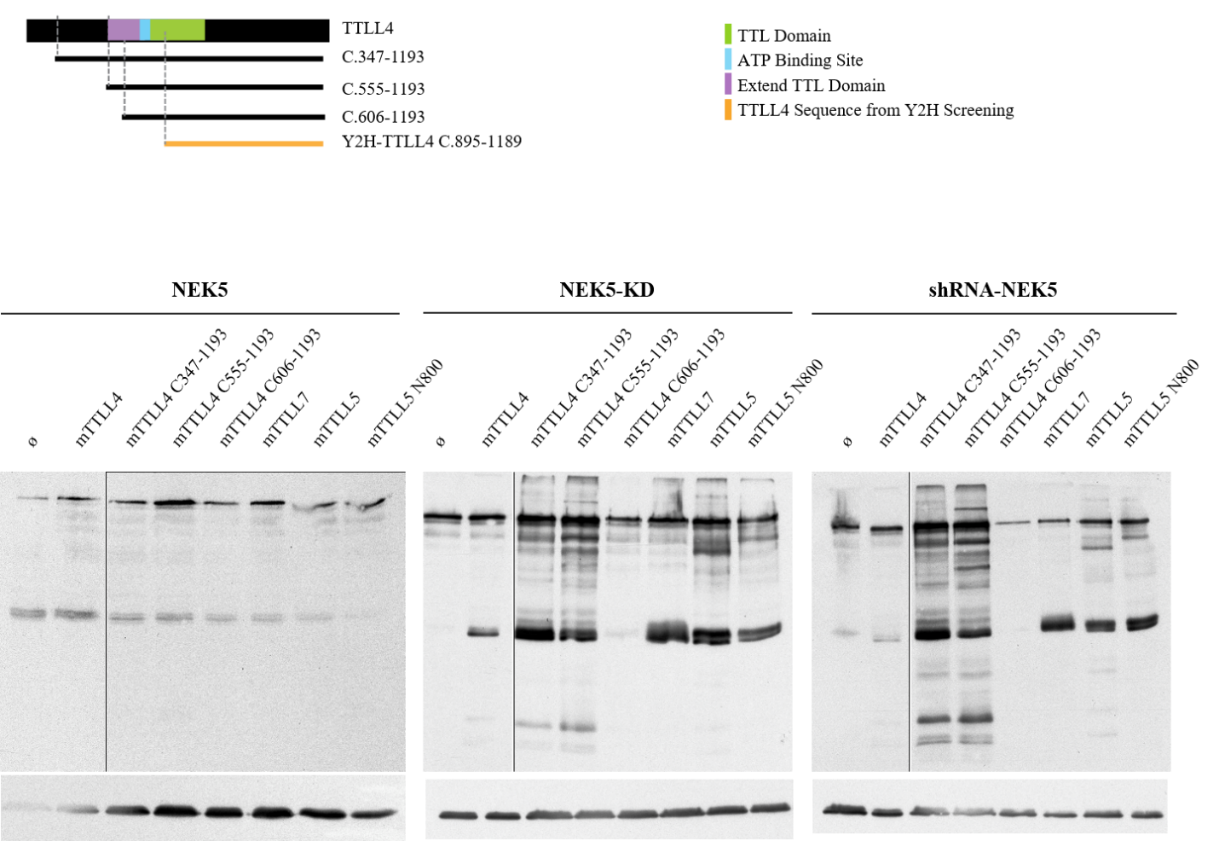 TTLL4
C.347-1193
C.555-1193
C.606-1193
Y2H-TTLL4 C.895-1189
TTL Domain
ATP Binding Site
Extend TTL Domain
TTLL4 Sequence from Y2H Screening
NEK5
NEK5-KD
shRNA-NEK5
ø
mTTLL4
mTTLL4 C347-1193
mTTLL4 C555-1193
mTTLL4 C606-1193
mTTLL7
mTTLL5
mTTLL5 N800
ø
mTTLL4
mTTLL4 C347-1193
mTTLL4 C555-1193
mTTLL4 C606-1193
mTTLL7
mTTLL5
mTTLL5 N800
ø
mTTLL4
mTTLL4 C347-1193
mTTLL4 C555-1193
mTTLL4 C606-1193
mTTLL7
mTTLL5
mTTLL5 N800